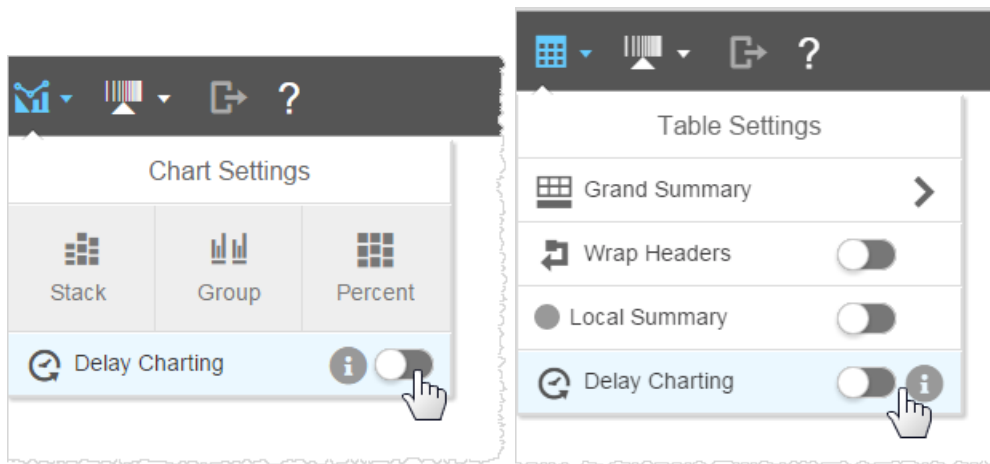 ?
Chart Settings
Stack Group Percent
Delay Charting i
?
Table Settings
Grand Summary
Wrap Headers
Local Summary
Delay Charting i